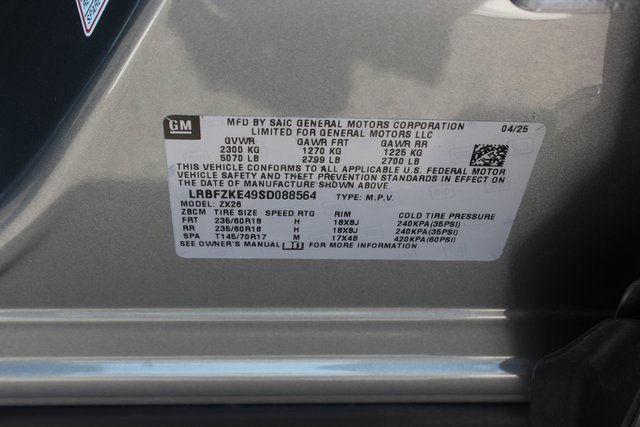 SPARE
GM
MFD BY SAIC GENERAL MOTORS CORPORATION
LIMITED FOR GENERAL MOTORS LLC
04/25
GVWR GAWR FRT GAWR RR
2300 KG 1270 KG 1225 KG
5070 LB 2799 LB 2700 LB
THIS VEHICLE CONFORMS TO ALL APPLICABLE U.S. FEDERAL MOTOR
VEHICLE SAFETY STANDARDS IN EFFECT ON
THE DATE OF MANUFACTURE SHOWN ABOVE.
LRBFZKE49SD088564 TYPE: M.P.V.
MODEL: ZX26
ZBCM TIRE SIZE SPEED RTG RIM COLD TIRE PRESSURE
FRT 235/60R18 H 18X8J 240KPA(35PSI)
RR 235/60R18 H 18X8J 240KPA(35PSI)
SPA T145/70R17 M 17X4B 420KPA(60PSI)
SEE OWNER'S MANUAL FOR MORE INFORMATION